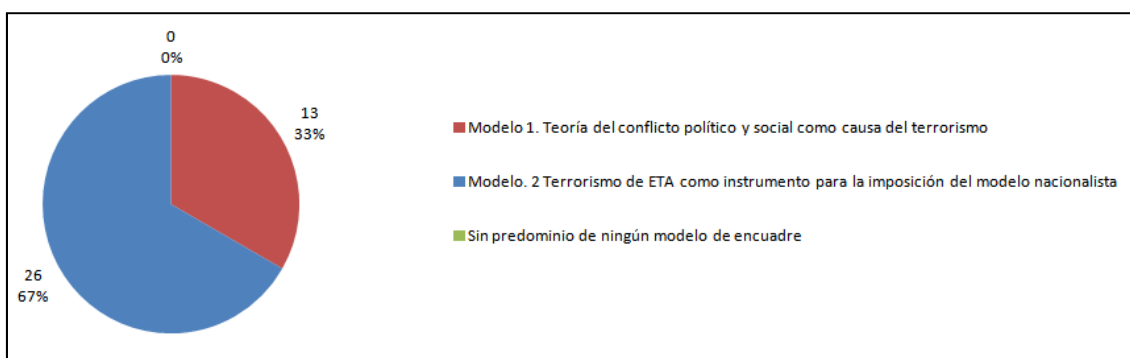 0
0%
13
33%
26
67%
Modelo 1. Teoría del conflicto político y social como causa del terrorismo
Modelo. 2 Terrorismo de ETA como instrumento para la imposición del modelo nacionalista
Sin predominio de ningún modelo de encuadre